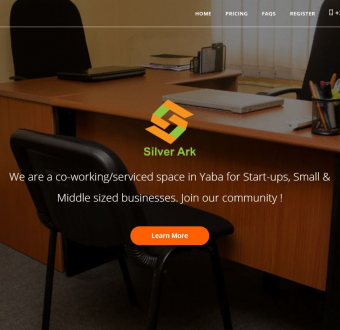 HOME PRICING FAQS REGISTER
Silver Ark
We are a co-working/serviced space in Yaba for Start-ups, Small &
Middle sized businesses. Join our community !
Learn More